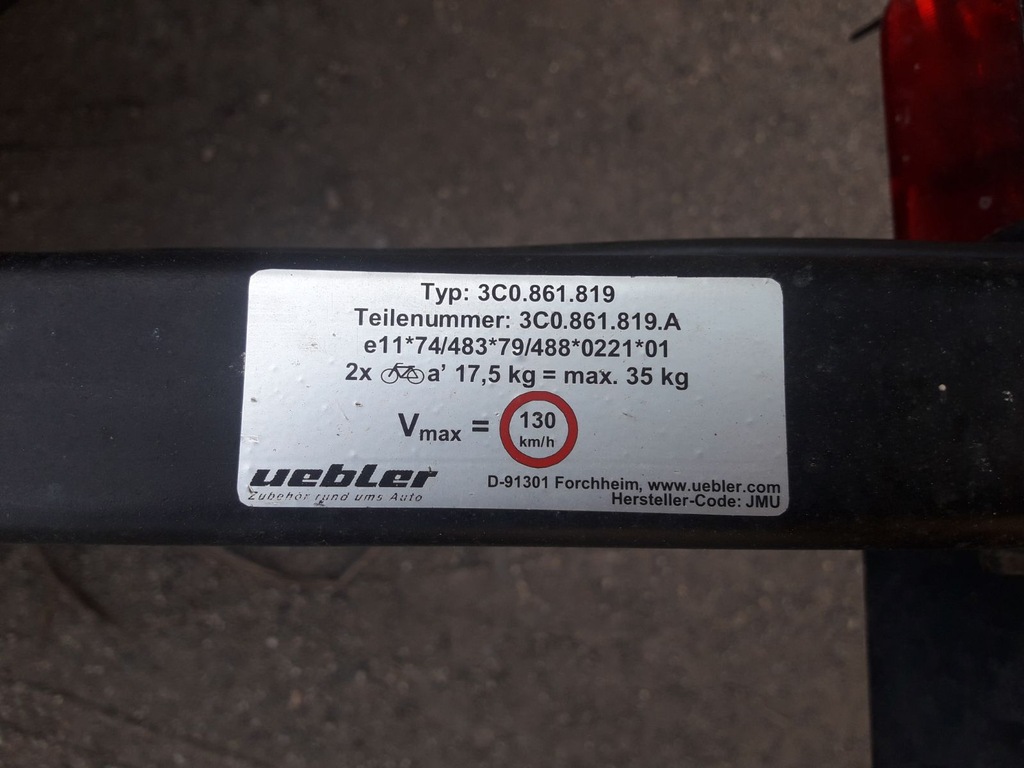 Typ: 3C0.861.819
Teilenummer: 3C0.861.819.A
e11*74/483*79/488*0221*01
2x a' 17,5 kg = max. 35 kg
Vmax = 130 km/h
uebler
Zubehör rund ums Auto
D-91301 Forchheim, www.uebler.com
Hersteller-Code: JMU